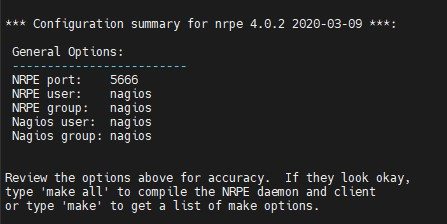 *** Configuration summary for nrpe 4.0.2 2020-03-09 ***:
General Options:
-------------------------
NRPE port:    5666
NRPE user:    nagios
NRPE group:   nagios
Nagios user:  nagios
Nagios group: nagios
Review the options above for accuracy.  If they look okay,
type 'make all' to compile the NRPE daemon and client
or type 'make' to get a list of make options.